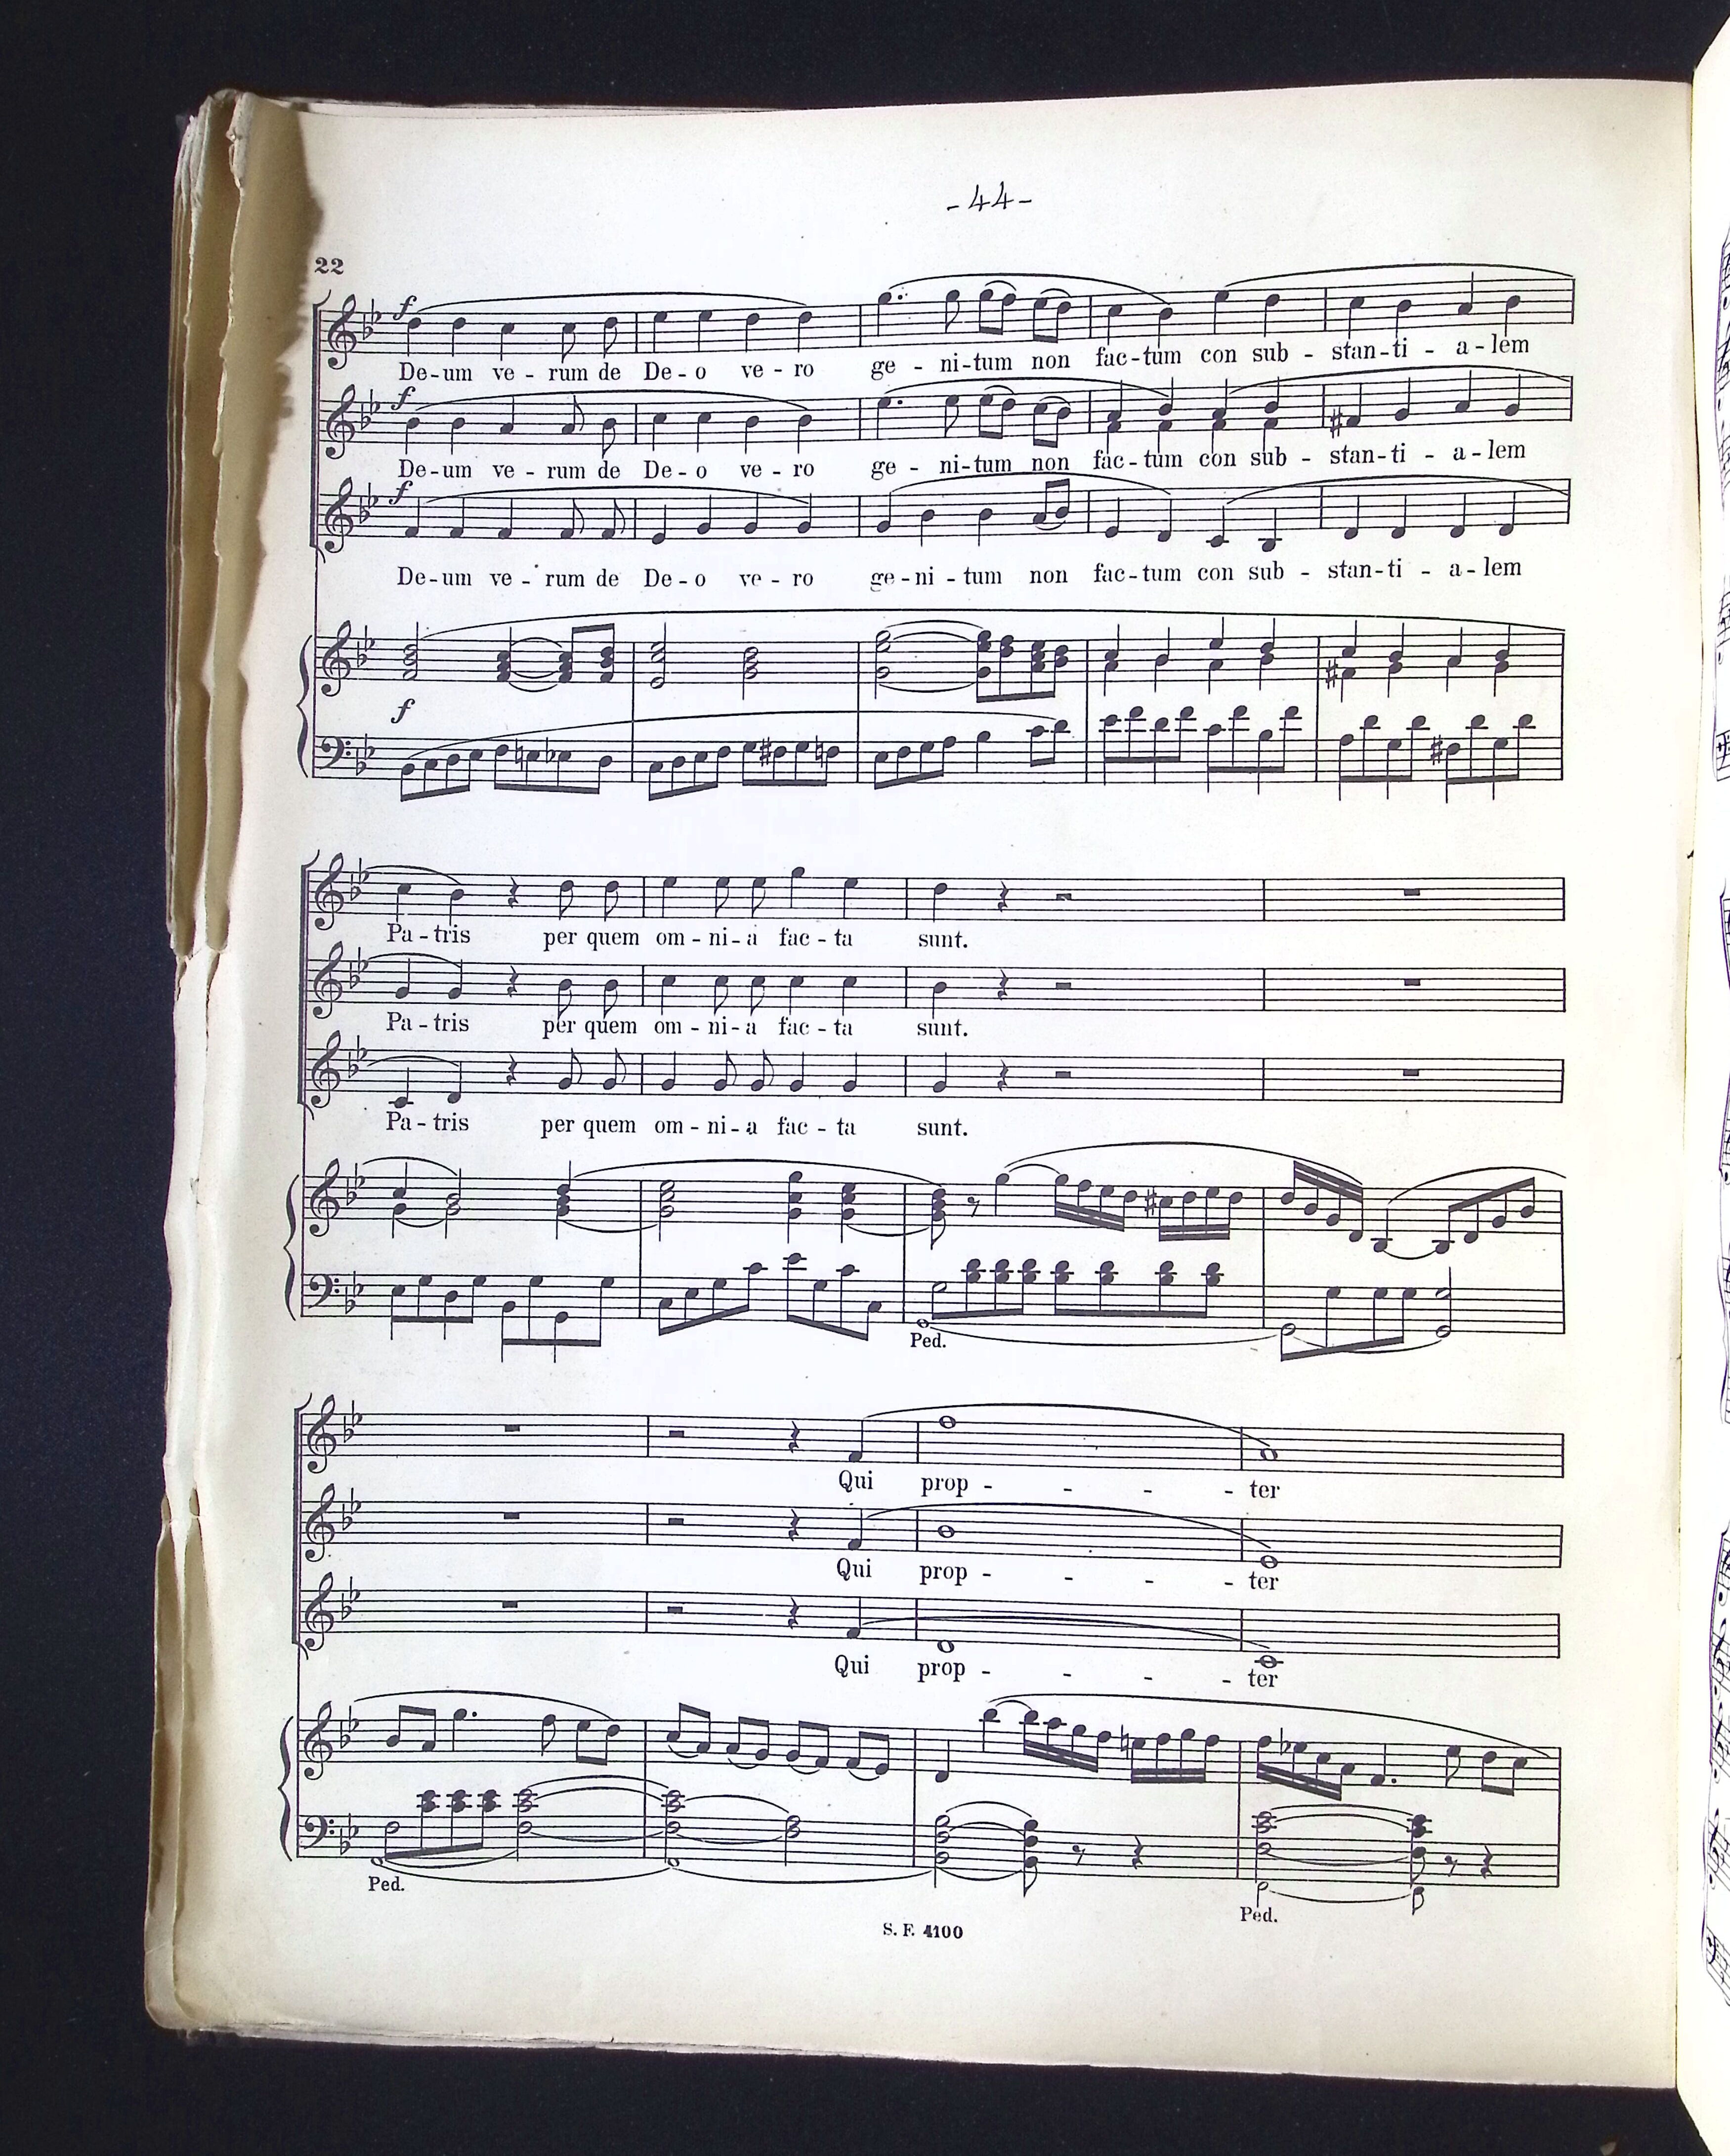 -44-
22
f
De-um ve - rum de De-o ve - ro ge - ni-tum non fac-tum con sub - stan-ti - a-lem
f
De-um ve - rum de De-o ve - ro ge - ni-tum non fac-tum con sub - stan-ti - a-lem
f
De-um ve - rum de De-o ve - ro ge-ni - tum non fac-tum con sub - stan-ti - a-lem
f
Pa-tris per quem om-ni-a fac-ta sunt.
Pa-tris per quem om-ni-a fac-ta sunt.
Pa-tris per quem om-ni-a fac-ta sunt.
Ped.
Qui prop - - - - ter
Qui prop - - - - ter
Qui prop - - - - ter
Ped.
Ped.
S. F. 4100